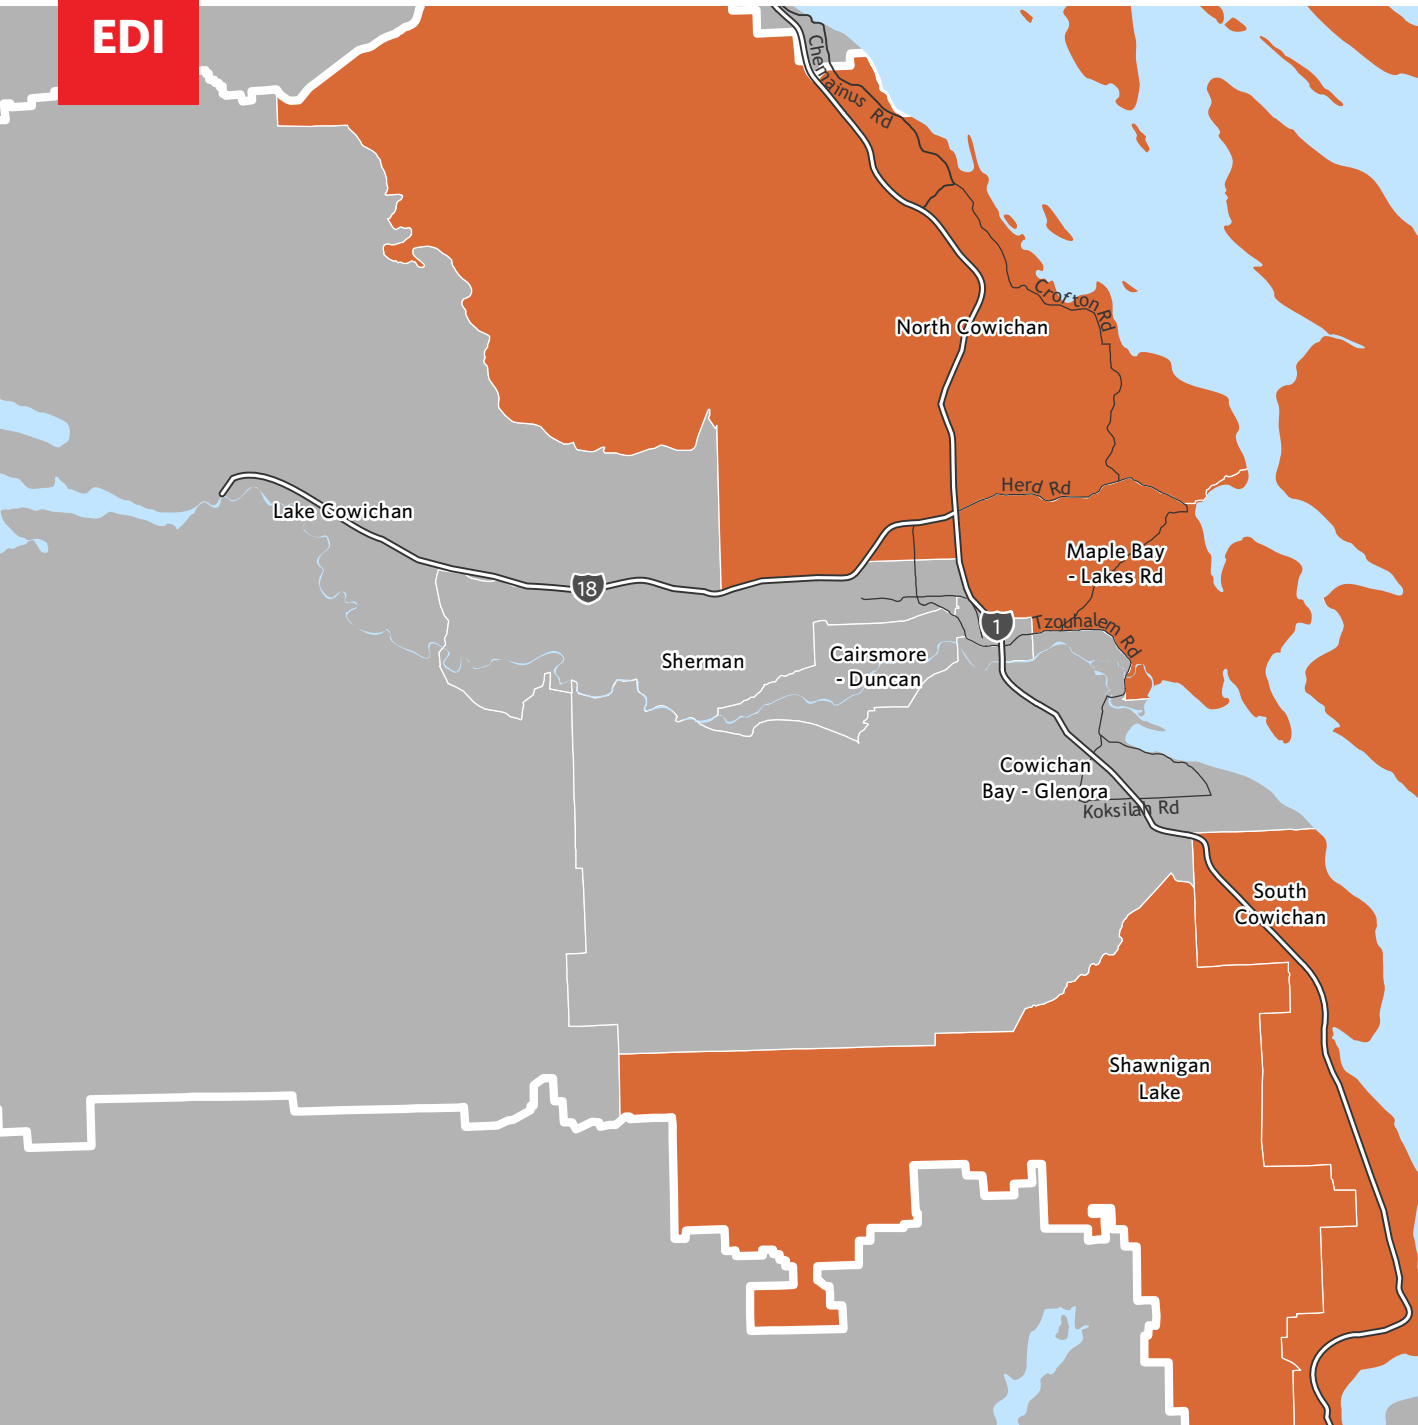 EDI
Chemainus Rd
Crofton Rd
North Cowichan
Herd Rd
Lake Cowichan
Maple Bay
- Lakes Rd
18
1
Tzouhalem Rd
Sherman
Cairsmore
- Duncan
Cowichan
Bay - Glenora
Koksilah Rd
South
Cowichan
Shawnigan
Lake